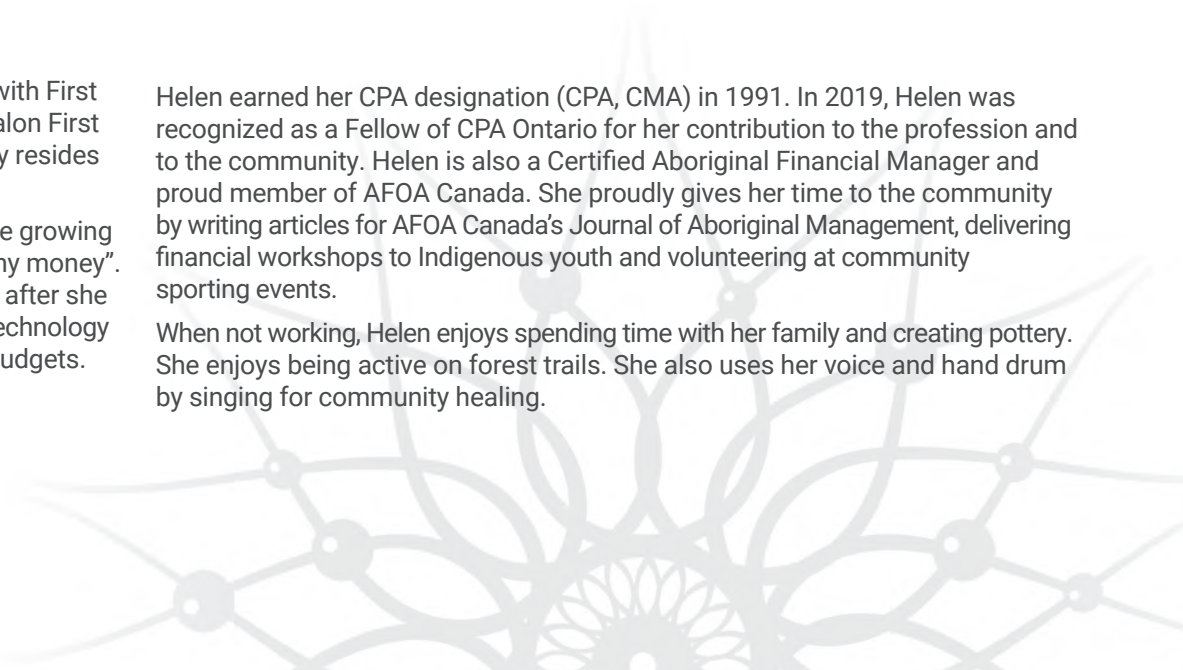 with First
alon First
y resides
e growing
ny money”.
after she
echnology
udgets.
Helen earned her CPA designation (CPA, CMA) in 1991. In 2019, Helen was
recognized as a Fellow of CPA Ontario for her contribution to the profession and
to the community. Helen is also a Certified Aboriginal Financial Manager and
proud member of AFOA Canada. She proudly gives her time to the community
by writing articles for AFOA Canada’s Journal of Aboriginal Management, delivering
financial workshops to Indigenous youth and volunteering at community
sporting events.
When not working, Helen enjoys spending time with her family and creating pottery.
She enjoys being active on forest trails. She also uses her voice and hand drum
by singing for community healing.